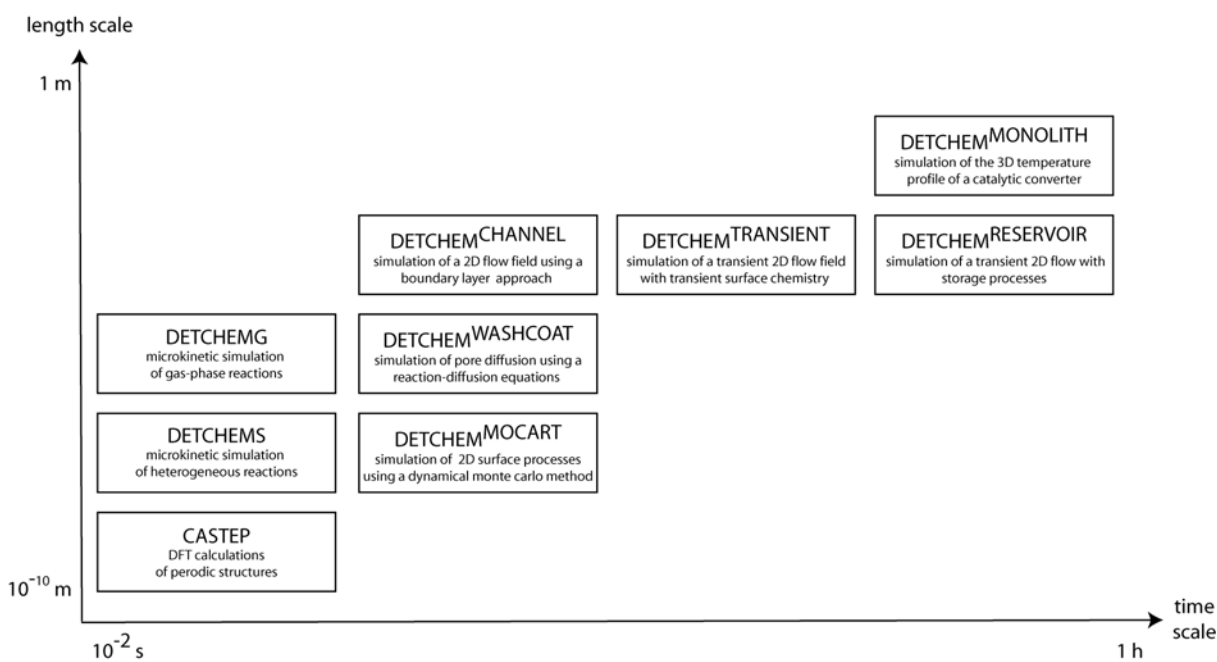 length scale
1 m
DETCHEMMONOLITH
simulation of the 3D temperature
profile of a catalytic converter
DETCHEMCHANNEL
simulation of a 2D flow field using a
boundary layer approach
DETCHEMTRANSIENT
simulation of a transient 2D flow field
with transient surface chemistry
DETCHEMRESERVOIR
simulation of a transient 2D flow with
storage processes
DETCHEMG
microkinetic simulation
of gas-phase reactions
DETCHEMWASHCOAT
simulation of pore diffusion using a
reaction-diffusion equations
DETCHEMS
microkinetic simulation
of heterogeneous reactions
DETCHEMMOCART
simulation of 2D surface processes
using a dynamical monte carlo method
CASTEP
DFT calculations
of perodic structures
10⁻¹⁰ m
time
scale
10⁻² s
1 h